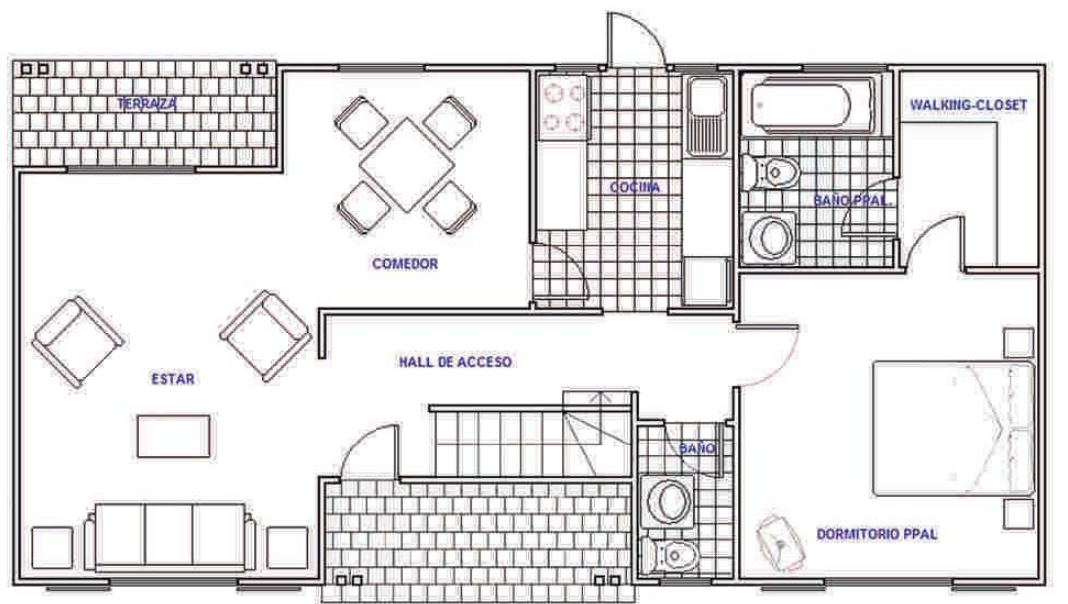 TERRAZA
WALKING-CLOSET
COCINA
BAÑO PPAL.
COMEDOR
HALL DE ACCESO
ESTAR
BAÑO
DORMITORIO PPAL